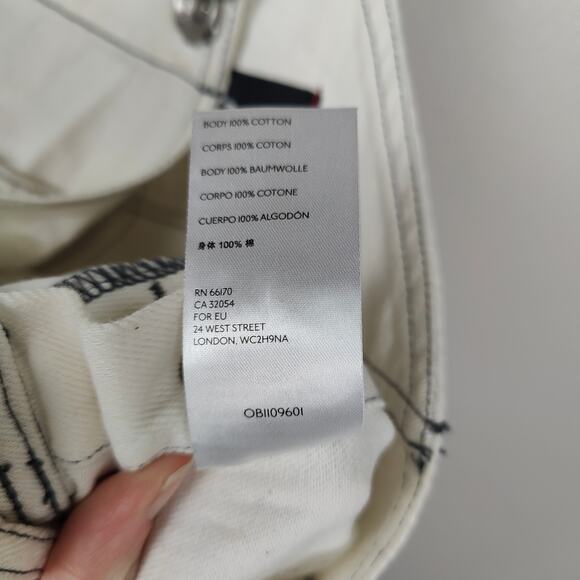 BODY 100% COTTON
CORPS 100% COTON
BODY 100% BAUMWOLLE
CORPO 100% COTONE
CUERPO 100% ALGODÓN
身体 100% 棉
RN 66170
CA 32054
FOR EU
24 WEST STREET
LONDON, WC2H9NA
OB1109601